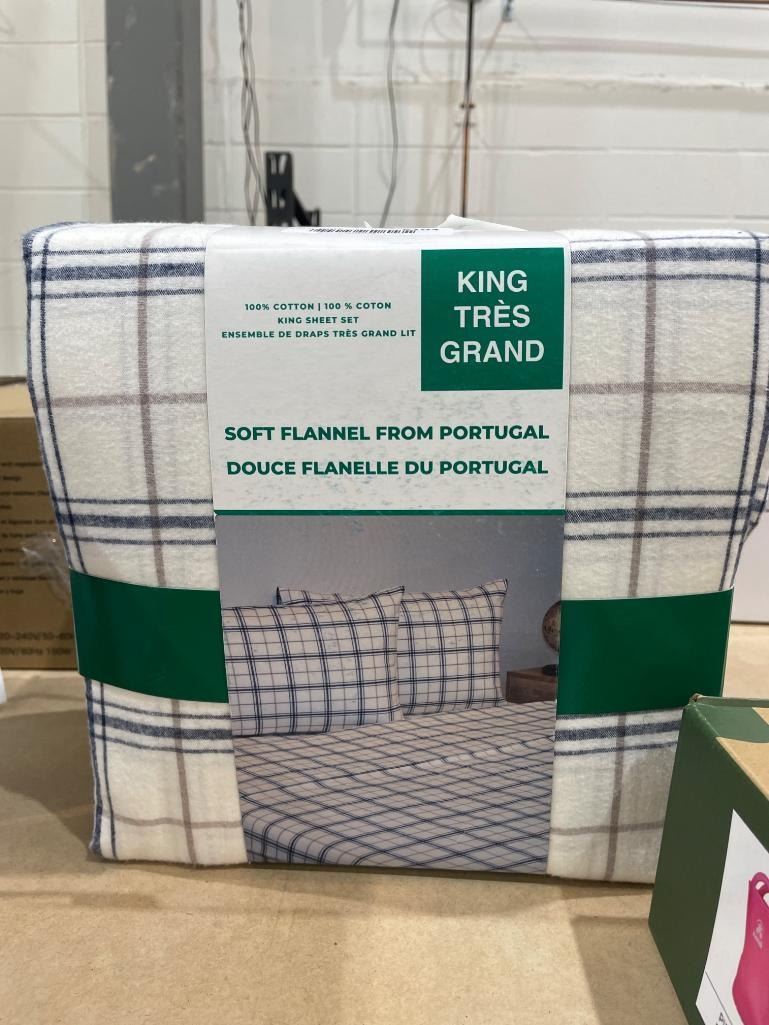 100% COTTON | 100 % COTON
KING SHEET SET
ENSEMBLE DE DRAPS TRÈS GRAND LIT
KING
TRÈS
GRAND
SOFT FLANNEL FROM PORTUGAL
DOUCE FLANELLE DU PORTUGAL